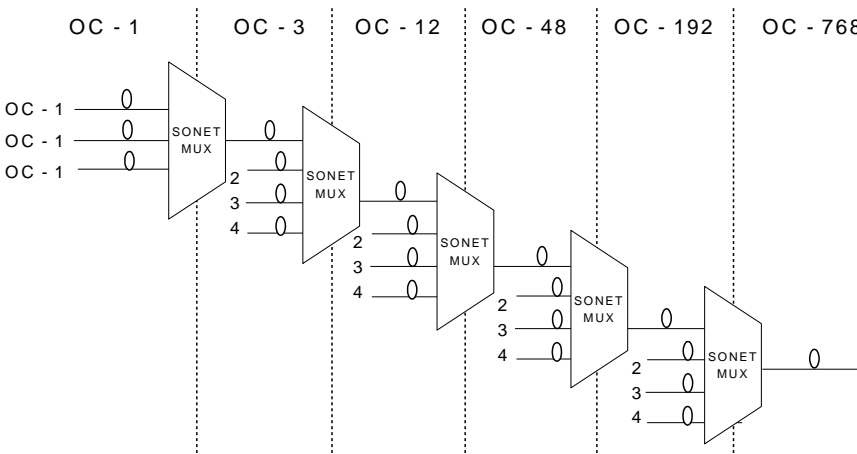 OC - 1 OC - 3 OC - 12 OC - 48 OC - 192 OC - 768
OC - 1
OC - 1
OC - 1
SONET
MUX
2
3
4
SONET
MUX
2
3
4
SONET
MUX
2
3
4
SONET
MUX
2
3
4
SONET
MUX